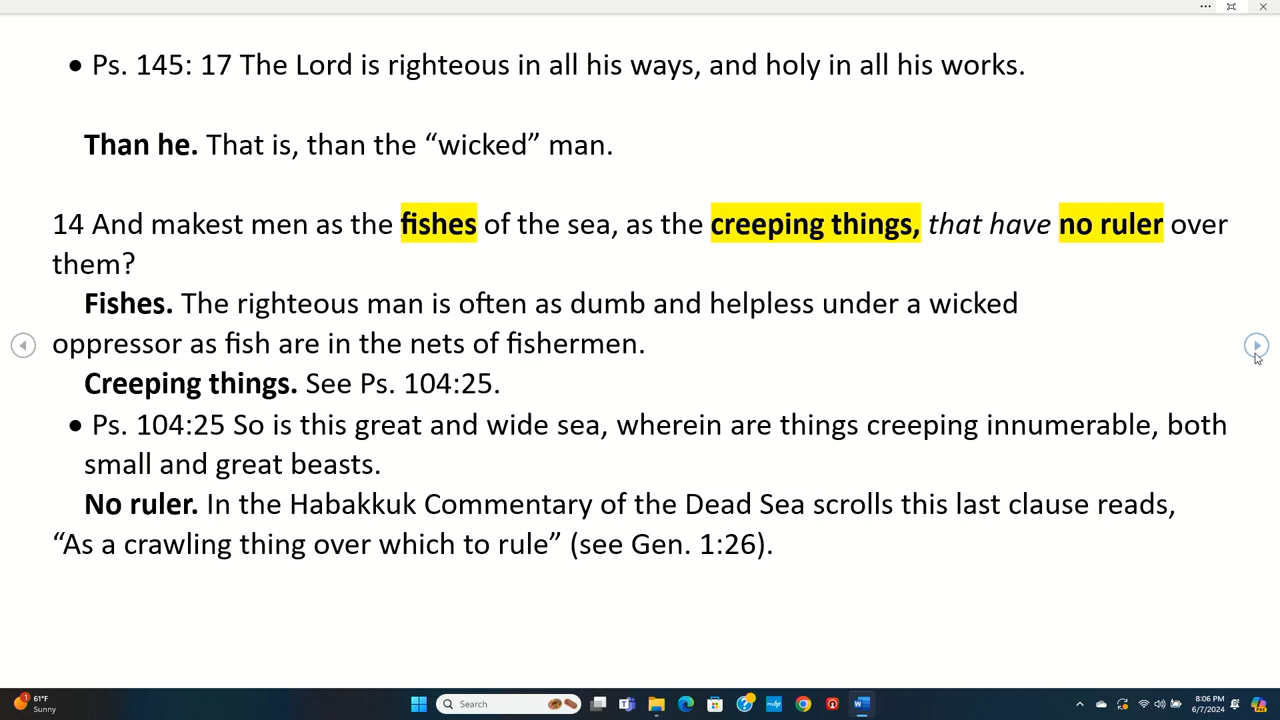 • Ps. 145: 17 The Lord is righteous in all his ways, and holy in all his works.
Than he. That is, than the “wicked” man.
14 And makest men as the fishes of the sea, as the creeping things, that have no ruler over
them?
Fishes. The righteous man is often as dumb and helpless under a wicked
oppressor as fish are in the nets of fishermen.
Creeping things. See Ps. 104:25.
• Ps. 104:25 So is this great and wide sea, wherein are things creeping innumerable, both
small and great beasts.
No ruler. In the Habakkuk Commentary of the Dead Sea scrolls this last clause reads,
“As a crawling thing over which to rule” (see Gen. 1:26).
1
61°F
Sunny
Search
8:06 PM
6/7/2024